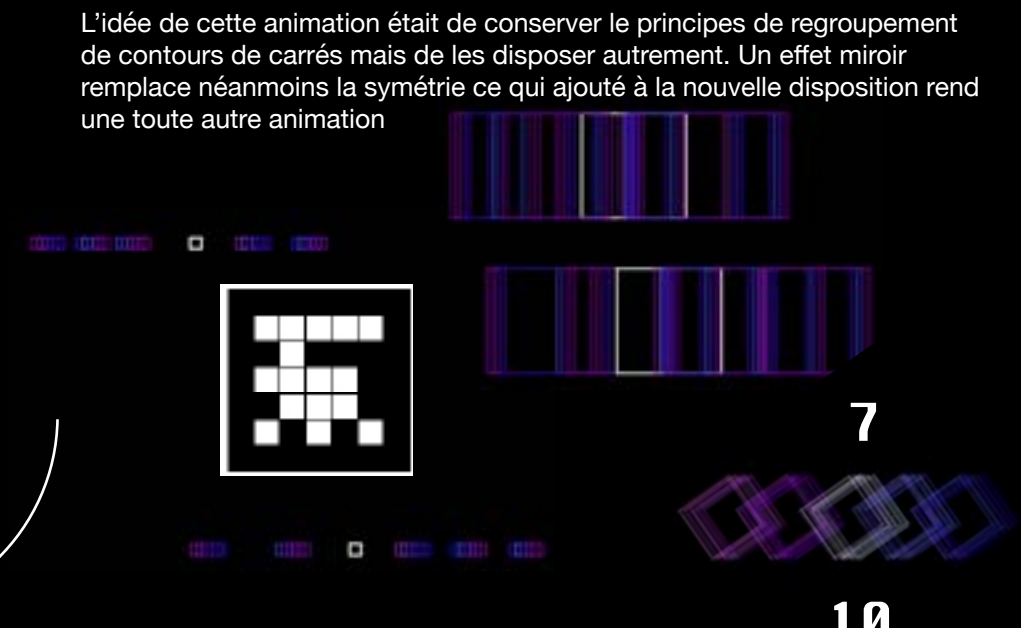 L’idée de cette animation était de conserver le principes de regroupement
de contours de carrés mais de les disposer autrement. Un effet miroir
remplace néanmoins la symétrie ce qui ajouté à la nouvelle disposition rend
une toute autre animation
7
10